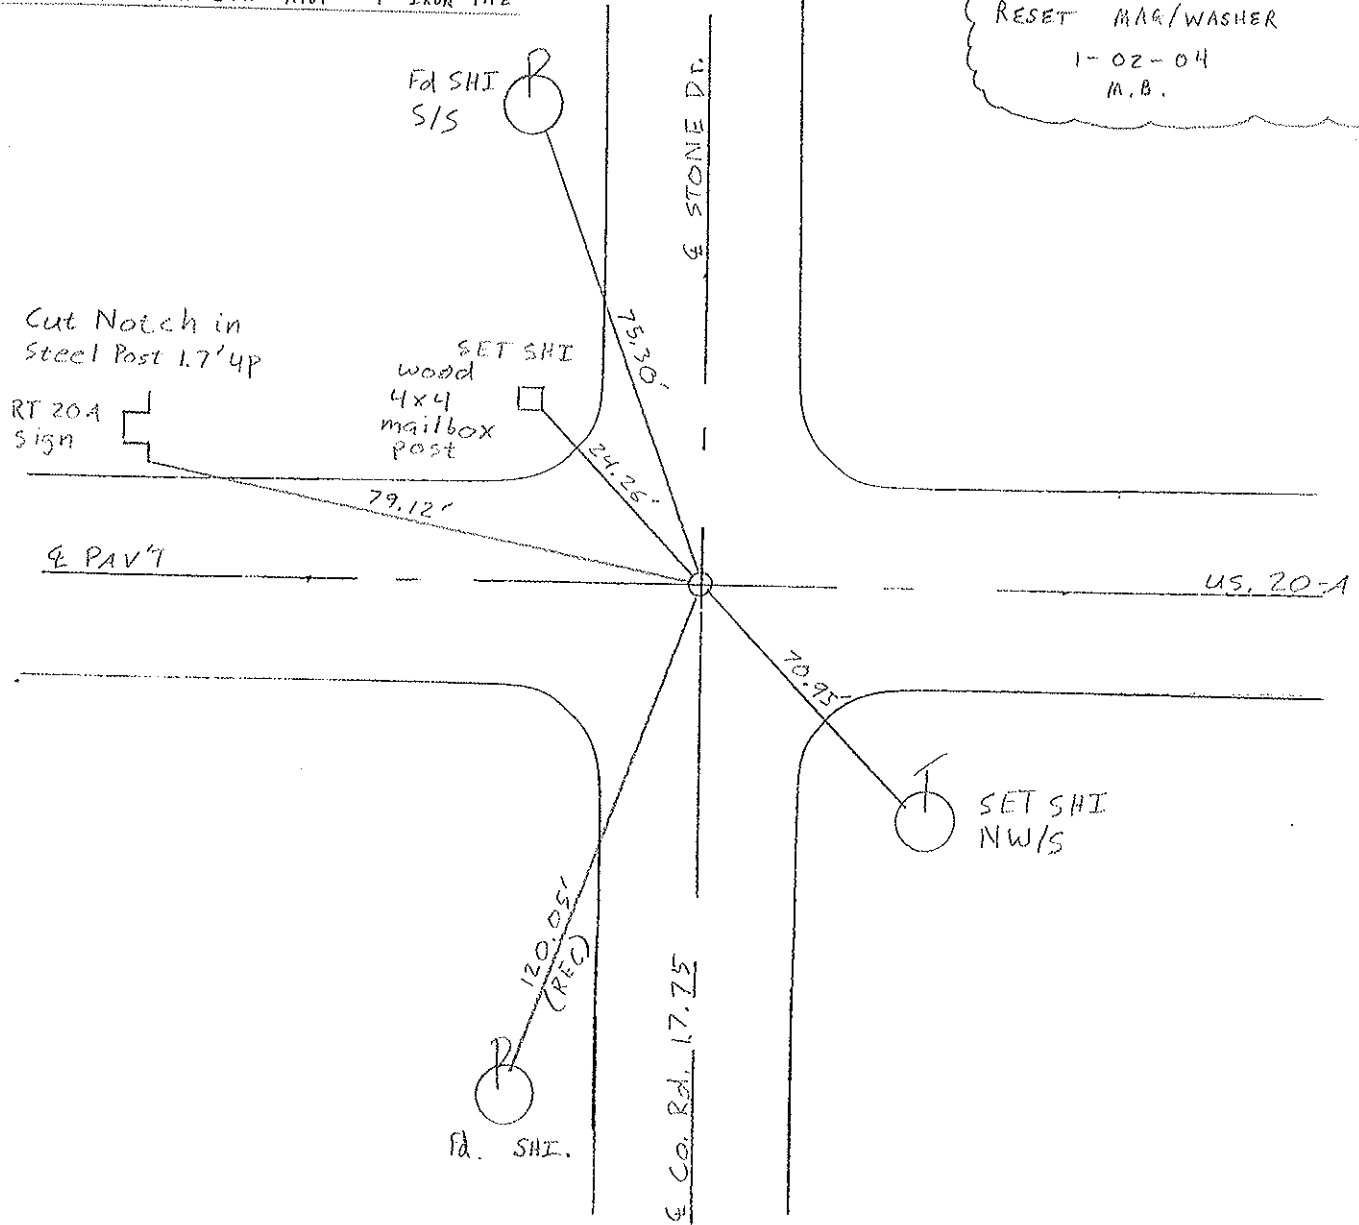 RESET MAG/WASHER
1-02-04
M.B.
Fd SHI
S/S
℄ STONE Dr.
75.30'
Cut Notch in
Steel Post 1.7' up
RT 20A
Sign
SET SHI
wood
4x4
mailbox
post
24.26'
79.12'
℄ PAV'T
US. 20-A
70.95'
SET SHI
NW/S
120.05'
(REC)
P
P
T
Fd. SHI.
℄ Co. Rd. 17.75